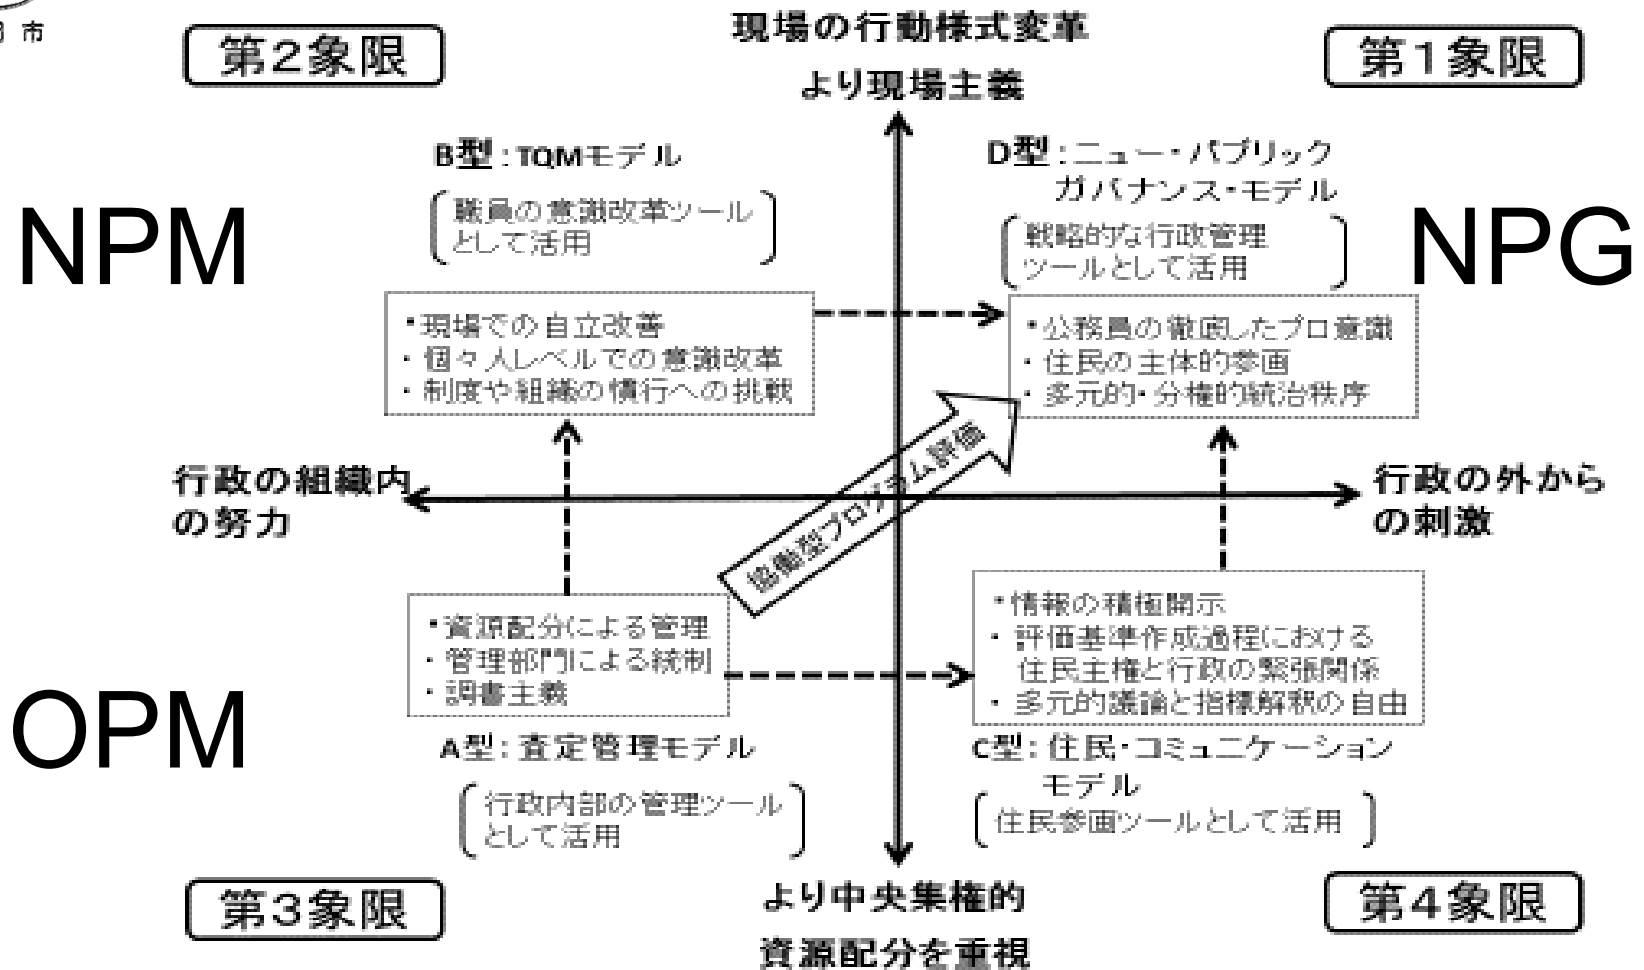 市
第2象限
現場の行動様式変革
より現場主義
第1象限
B型：TQMモデル
職員の意識改革ツール
として活用
D型：ニュー・パブリック
ガバナンス・モデル
戦略的な行政管理
ツールとして活用
NPM
NPG
・現場での自立改善
・個々人レベルでの意識改革
・制度や組織の慣行への挑戦
・公務員の徹底したプロ意識
・住民の主体的参画
・多元的・分権的統治秩序
行政の組織内
の努力
協働型プログラム評価
行政の外から
の刺激
・資源配分による管理
・管理部門による統制
・調書主義
・情報の積極開示
・評価基準作成過程における
住民主権と行政の緊張関係
・多元的議論と指標解釈の自由
OPM
A型：査定管理モデル
行政内部の管理ツール
として活用
C型：住民・コミュニケーション
モデル
住民参画ツールとして活用
第3象限
より中央集権的
資源配分を重視
第4象限